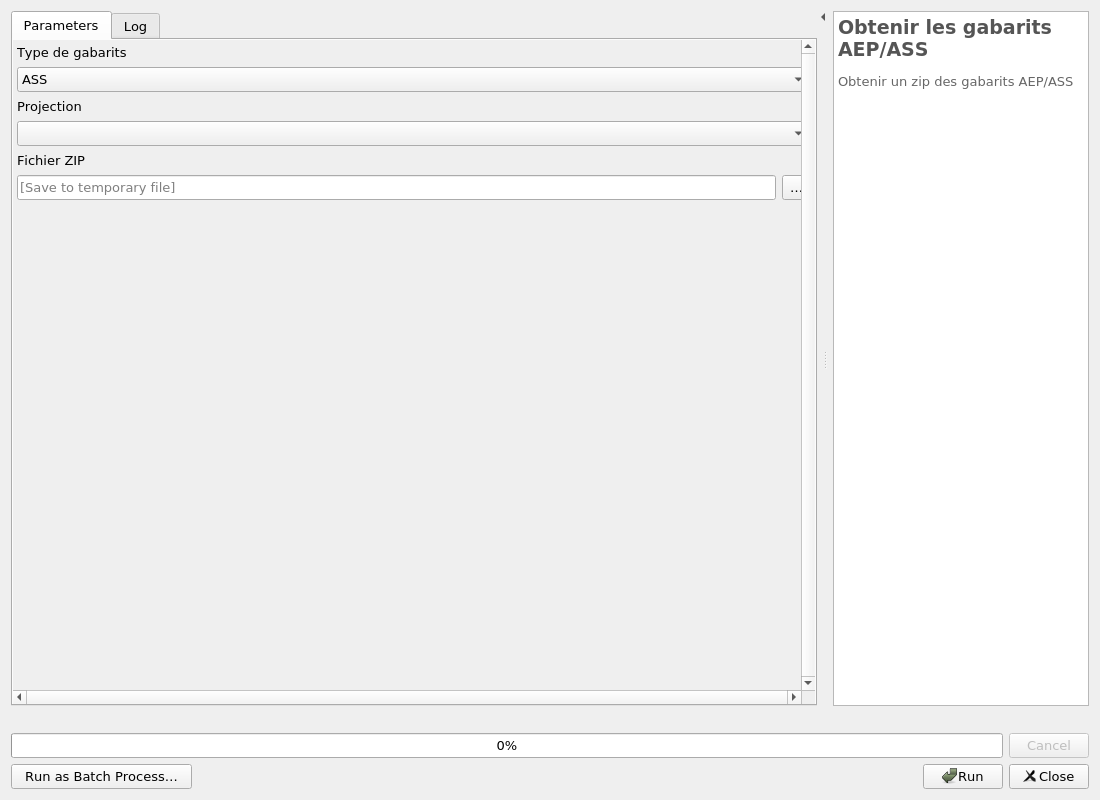 Parameters
Log
Type de gabarits
ASS
Projection
Fichier ZIP
[Save to temporary file]
...
Obtenir les gabarits
AEP/ASS
Obtenir un zip des gabarits AEP/ASS
0%
Cancel
Run as Batch Process...
Run
Close